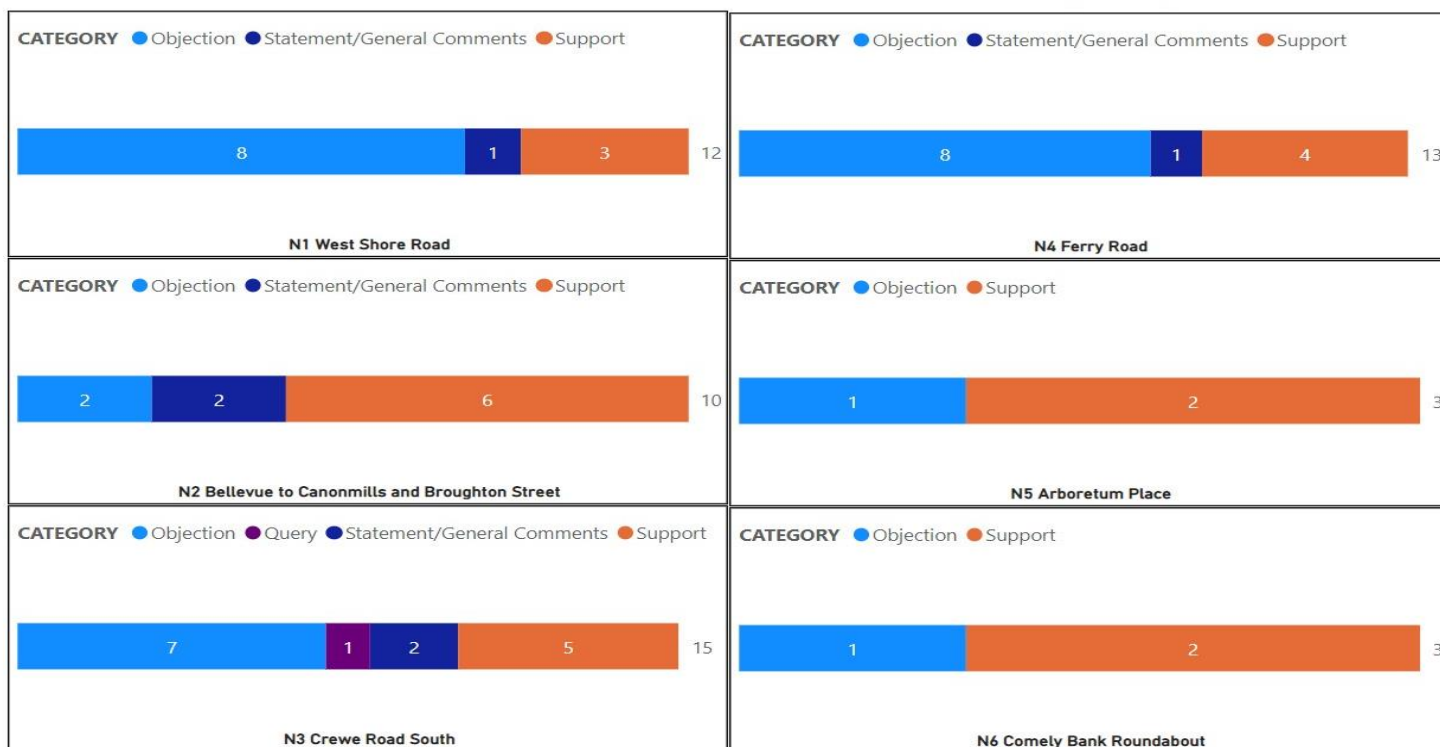 CATEGORY Objection Statement/General Comments Support
8 1 3 12
N1 West Shore Road
CATEGORY Objection Statement/General Comments Support
8 1 4 13
N4 Ferry Road
CATEGORY Objection Statement/General Comments Support
2 2 6 10
N2 Bellevue to Canonmills and Broughton Street
CATEGORY Objection Support
1 2 3
N5 Arboretum Place
CATEGORY Objection Query Statement/General Comments Support
7 1 2 5 15
N3 Crewe Road South
CATEGORY Objection Support
1 2 3
N6 Comely Bank Roundabout